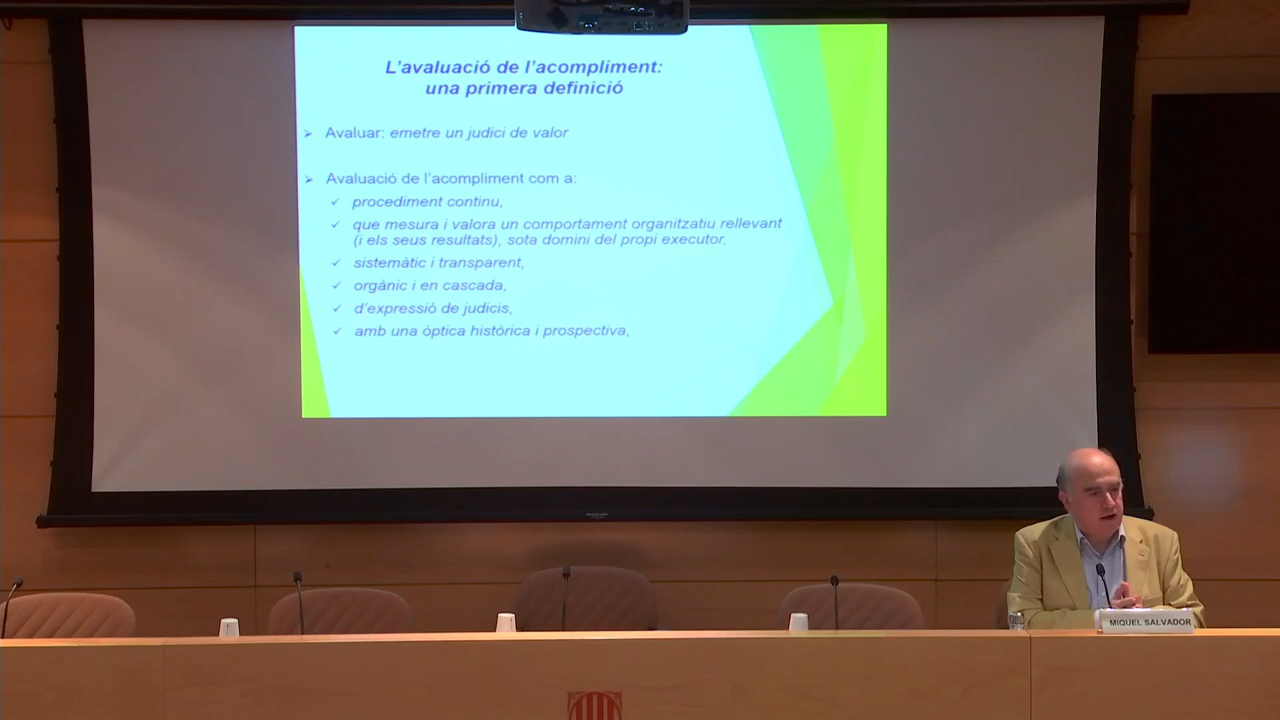 L'avaluació de l'acompliment:
una primera definició
Avaluar: emetre un judici de valor
Avaluació de l'acompliment com a:
procediment continu,
que mesura i valora un comportament organitzatiu rellevant
(i els seus resultats), sota domini del propi executor,
sistemàtic i transparent,
orgànic i en cascada,
d'expressió de judicis,
amb una òptica històrica i prospectiva,
MIQUEL SALVADOR